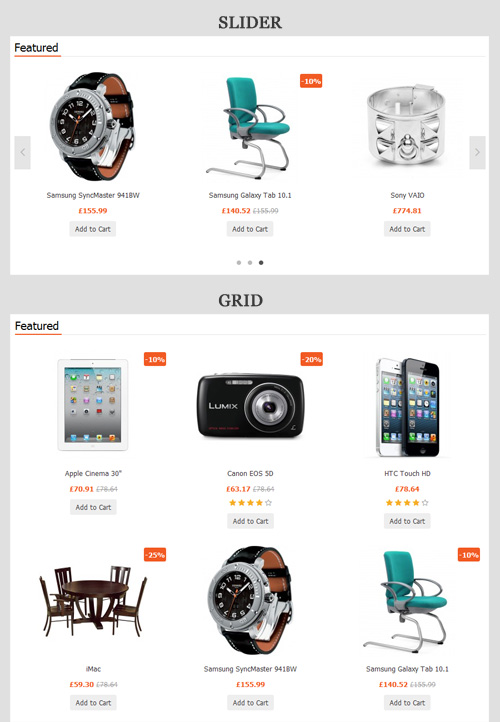 SLIDER
Featured
-10%
Samsung SyncMaster 941BW
Samsung Galaxy Tab 10.1
Sony VAIO
£155.99
£140.52 £155.99
£774.81
Add to Cart
Add to Cart
Add to Cart
GRID
Featured
-10%
-20%
LUMIX
Apple Cinema 30"
Canon EOS 5D
HTC Touch HD
£70.91 £78.64
£63.17 £78.64
£78.64
Add to Cart
Add to Cart
Add to Cart
-25%
-10%
iMac
Samsung SyncMaster 941BW
Samsung Galaxy Tab 10.1
£59.30 £78.64
£155.99
£140.52 £155.99
Add to Cart
Add to Cart
Add to Cart